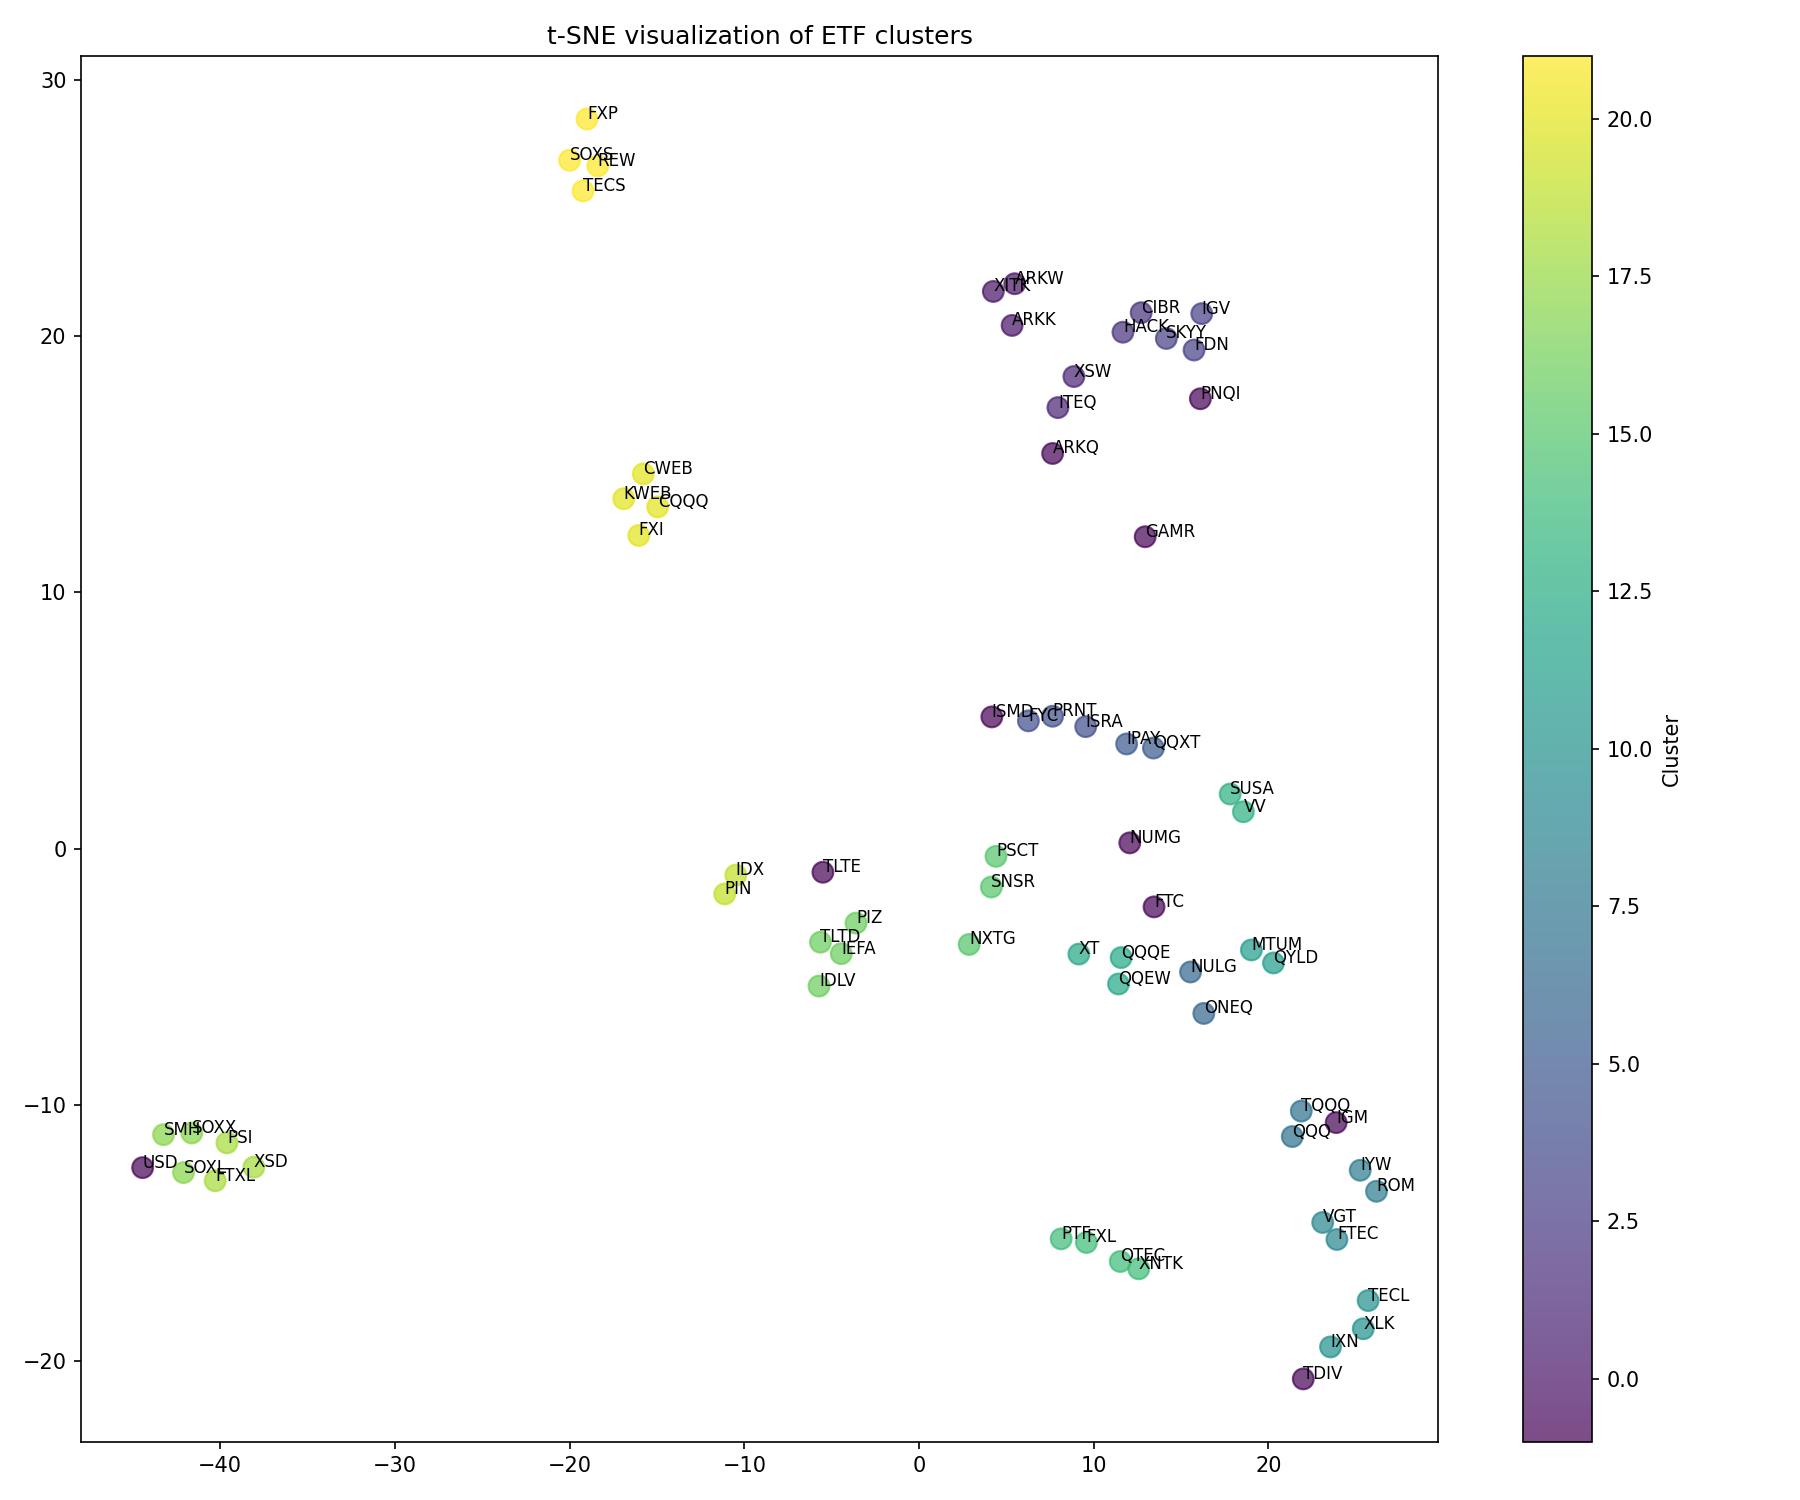 t-SNE visualization of ETF clusters
30
20
10
0
−10
−20
−40
−30
−20
−10
0
10
20
FXP
SOXS
REW
TECS
ARKW
XITK
ARKK
CIBR
IGV
HACK
SKYY
FDN
XSW
PNQI
ITEQ
ARKQ
CWEB
KWEB
CQQQ
FXI
GAMR
ISMD
FYC
PRNT
ISRA
IPAY
QQXT
SUSA
VV
NUMG
PSCT
IDX
TLTE
PIN
SNSR
FTC
PIZ
TLTD
IEFA
NXTG
XT
QQQE
MTUM
QYLD
NULG
IDLV
QQEW
ONEQ
TQQQ
IGM
QQQ
SMH
SOXX
PSI
USD
SOXL
FTXL
XSD
IYW
ROM
VGT
FTEC
PTF
FXL
QTEC
XNTK
TECL
XLK
IXN
TDIV
20.0
17.5
15.0
12.5
10.0
7.5
5.0
2.5
0.0
Cluster